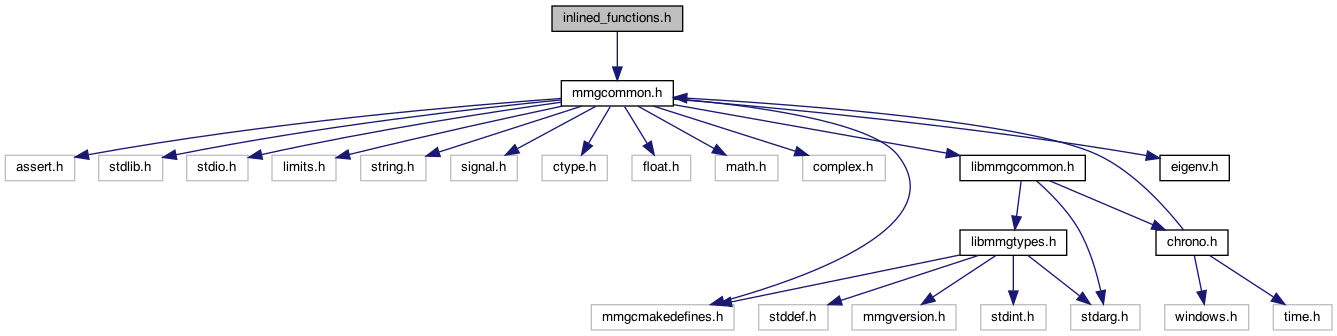 inlined_functions.h
mmgcommon.h
assert.h
stdlib.h
stdio.h
limits.h
string.h
signal.h
ctype.h
float.h
math.h
complex.h
libmmgcommon.h
eigenv.h
libmmgtypes.h
chrono.h
mmgcmakedefines.h
stddef.h
mmgversion.h
stdint.h
stdarg.h
windows.h
time.h